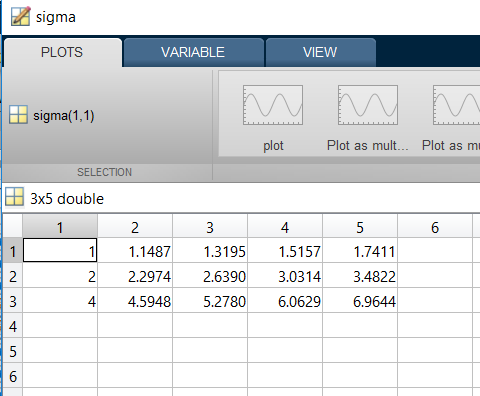 sigma
PLOTS VARIABLE VIEW
sigma(1,1)
plot Plot as mult... Plot as mu
SELECTION
3x5 double
1 2 3 4 5 6
1 1 1.1487 1.3195 1.5157 1.7411
2 2 2.2974 2.6390 3.0314 3.4822
3 4 4.5948 5.2780 6.0629 6.9644
4
5
6